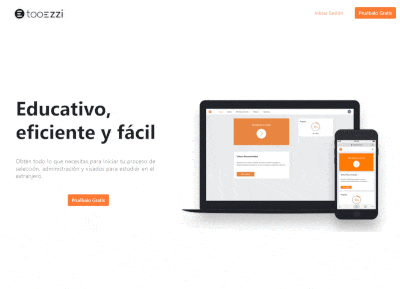 tooezzi
Iniciar Sesión
Pruébalo Gratis
Educativo,
eficiente y fácil
Obtén todo lo que necesitas para iniciar tu proceso de
selección, administración y visados para estudiar en el
extranjero.
Pruébalo Gratis